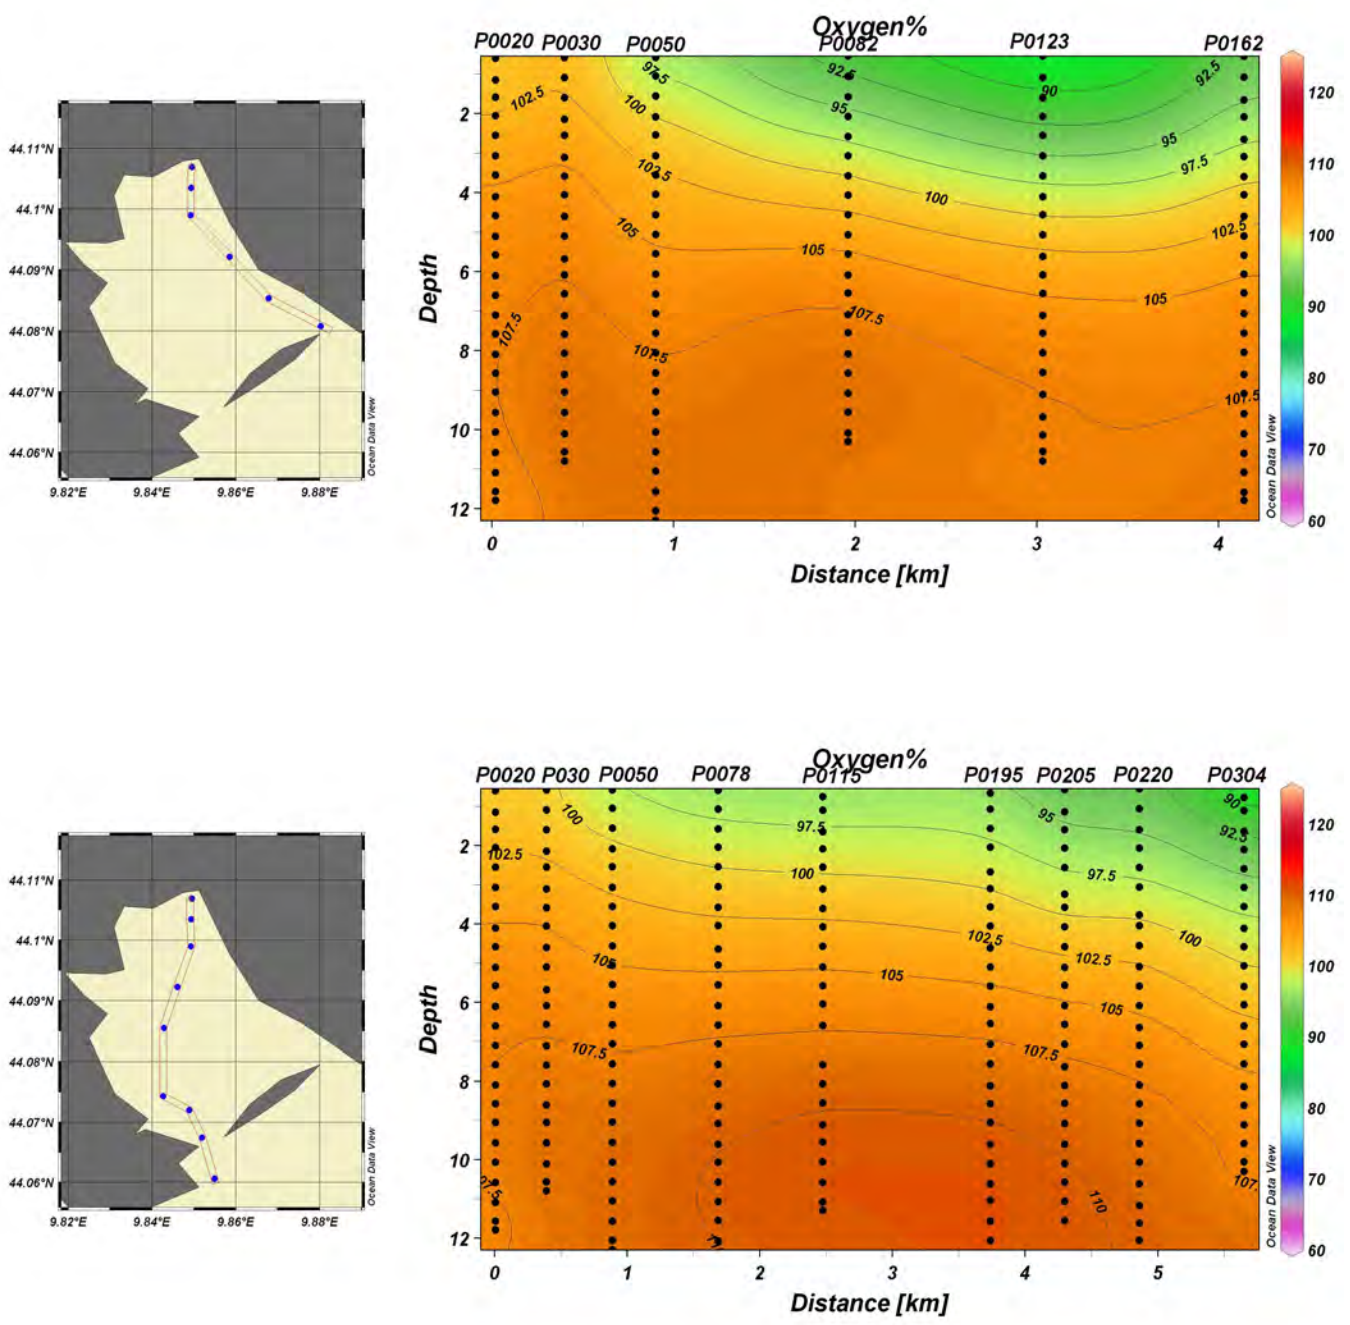 Oxygen%
P0020 P0030 P0050 P0082 P0123 P0162
44.11°N
44.1°N
44.09°N
44.08°N
44.07°N
44.06°N
9.82°E 9.84°E 9.86°E 9.88°E
Ocean Data View
Depth
2
4
6
8
10
12
97.5 92.5 90 92.5
102.5 100 95 95
102.5 97.5
100
105 105 102.5
105
107.5 107.5
107.5 107.5
0 1 2 3 4
Distance [km]
Ocean Data View
120
110
100
90
80
70
60
Oxygen%
P0020 P030 P0050 P0078 P0115 P0195 P0205 P0220 P0304
44.11°N
44.1°N
44.09°N
44.08°N
44.07°N
44.06°N
9.82°E 9.84°E 9.86°E 9.88°E
Ocean Data View
Depth
2
4
6
8
10
12
100 97.5 95 90
92.5
102.5 100 97.5
102.5 100
105 105 102.5
105
107.5 107.5
110
0 1 2 3 4 5
Distance [km]
Ocean Data View
120
110
100
90
80
70
60